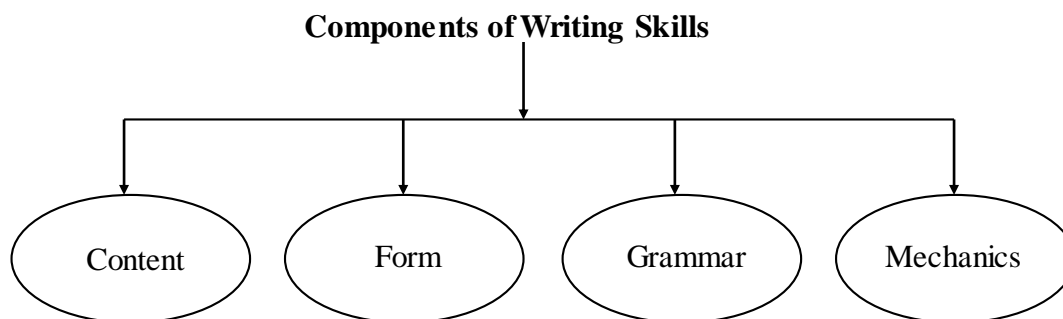 Components of Writing Skills
Content
Form
Grammar
Mechanics